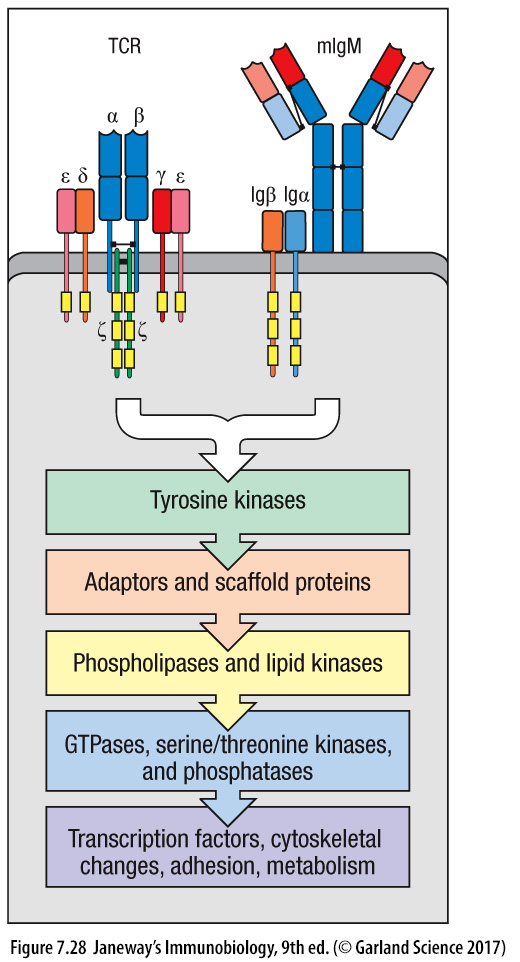 TCR
mIgM
α β
ε δ
γ ε
Igβ Igα
ζ ζ
Tyrosine kinases
Adaptors and scaffold proteins
Phospholipases and lipid kinases
GTPases, serine/threonine kinases,
and phosphatases
Transcription factors, cytoskeletal
changes, adhesion, metabolism
Figure 7.28 Janeway’s Immunobiology, 9th ed. (© Garland Science 2017)